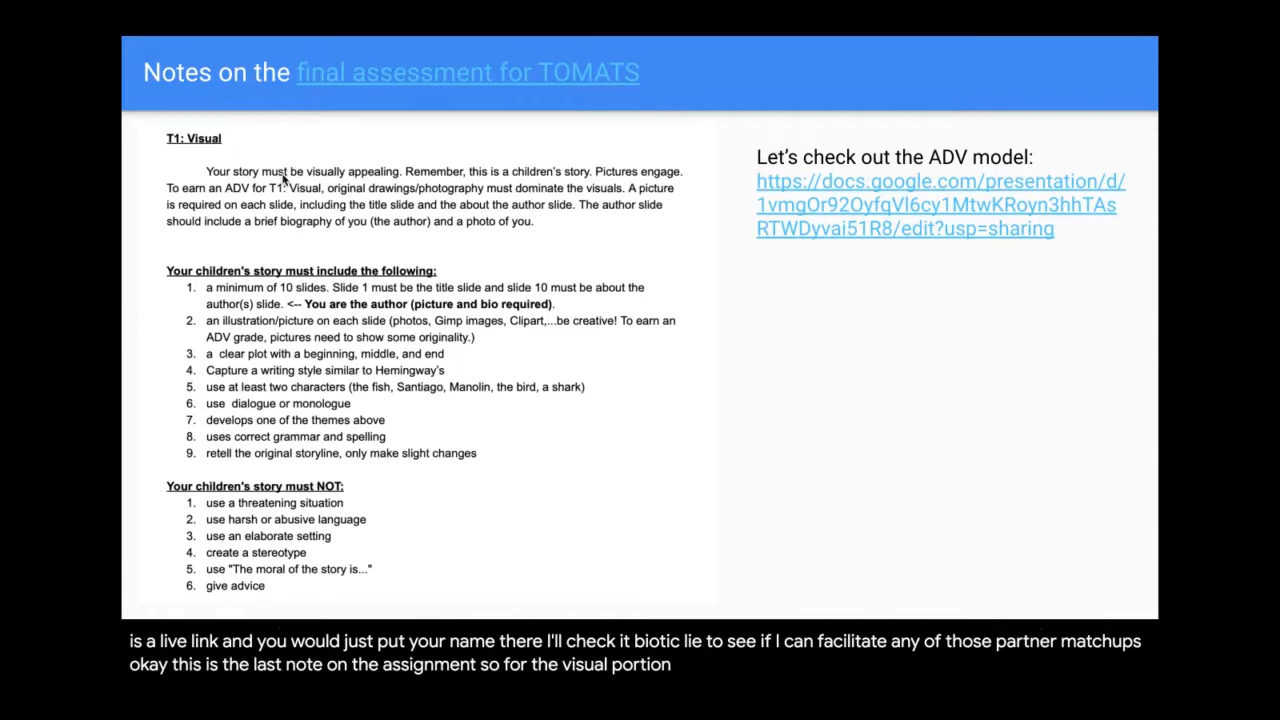 Notes on the final assessment for TOMATS
T1: Visual
Your story must be visually appealing. Remember, this is a children's story. Pictures engage.
To earn an ADV for T1: Visual, original drawings/photography must dominate the visuals. A picture
is required on each slide, including the title slide and the about the author slide. The author slide
should include a brief biography of you (the author) and a photo of you.
Your children's story must include the following:
1. a minimum of 10 slides. Slide 1 must be the title slide and slide 10 must be about the
author(s) slide. <-- You are the author (picture and bio required).
2. an illustration/picture on each slide (photos, Gimp images, Clipart,...be creative! To earn an
ADV grade, pictures need to show some originality.)
3. a clear plot with a beginning, middle, and end
4. Capture a writing style similar to Hemingway's
5. use at least two characters (the fish, Santiago, Manolin, the bird, a shark)
6. use dialogue or monologue
7. develops one of the themes above
8. uses correct grammar and spelling
9. retell the original storyline, only make slight changes
Your children's story must NOT:
1. use a threatening situation
2. use harsh or abusive language
3. use an elaborate setting
4. create a stereotype
5. use "The moral of the story is..."
6. give advice
Let's check out the ADV model:
https://docs.google.com/presentation/d/
1vmgOr92OyfqVl6cy1MtwKRoyn3hhTAs
RTWDyvai51R8/edit?usp=sharing
is a live link and you would just put your name there I'll check it biotic lie to see if I can facilitate any of those partner matchups
okay this is the last note on the assignment so for the visual portion